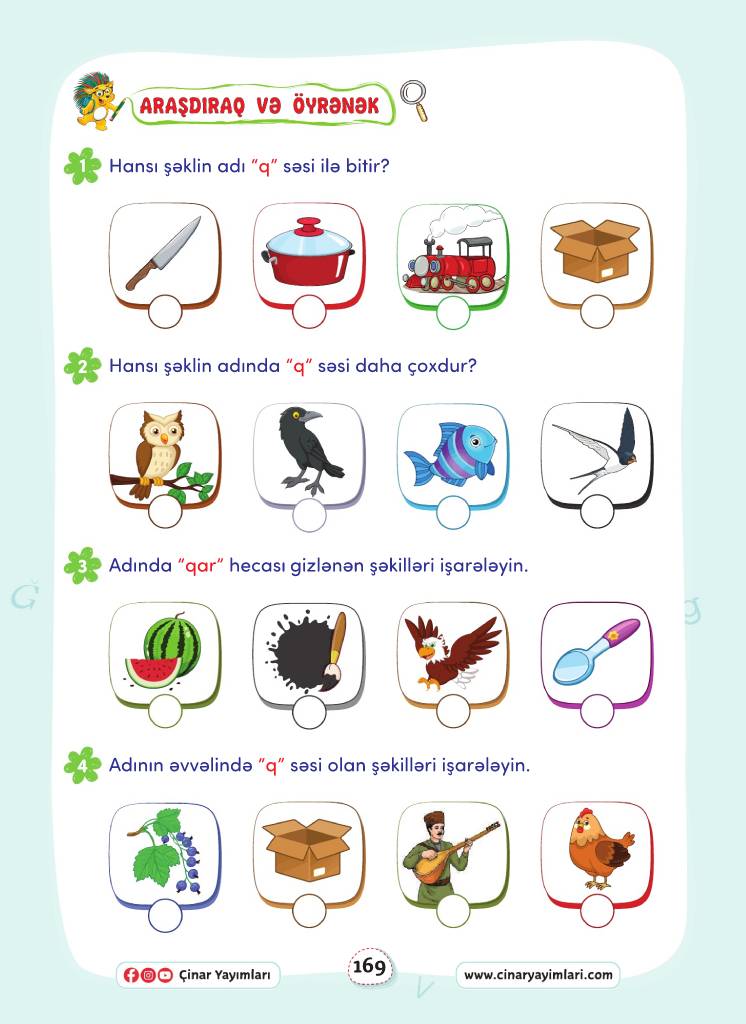 ARAŞDIRAQ VƏ ÖYRƏNƏK
1 Hansı şəklin adı “q” səsi ilə bitir?
2 Hansı şəklin adında “q” səsi daha çoxdur?
3 Adında “qar” hecası gizlənən şəkilləri işarələyin.
Ğ
g
4 Adının əvvəlində “q” səsi olan şəkilləri işarələyin.
Çinar Yayımları
169
www.cinaryayimlari.com
v